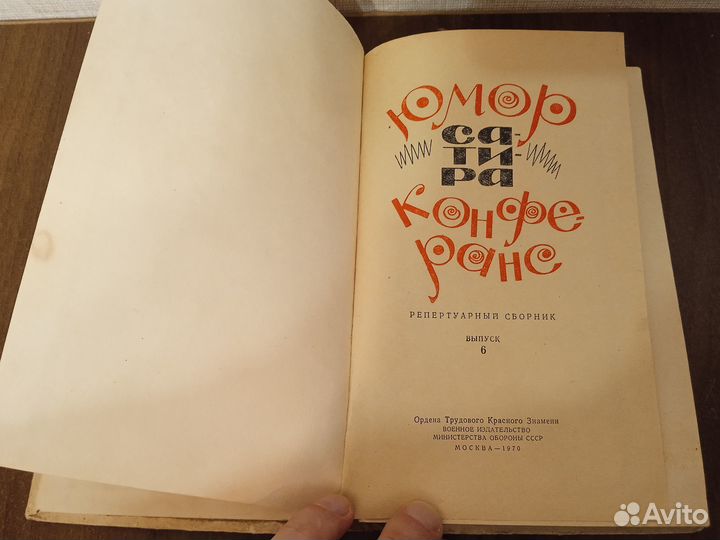 ЮМОР
СА-
ТИ-
РА
КОНФЕ-
РАНС
РЕПЕРТУАРНЫЙ СБОРНИК
ВЫПУСК
6
Ордена Трудового Красного Знамени
ВОЕННОЕ ИЗДАТЕЛЬСТВО
МИНИСТЕРСТВА ОБОРОНЫ СССР
МОСКВА—1970
Avito